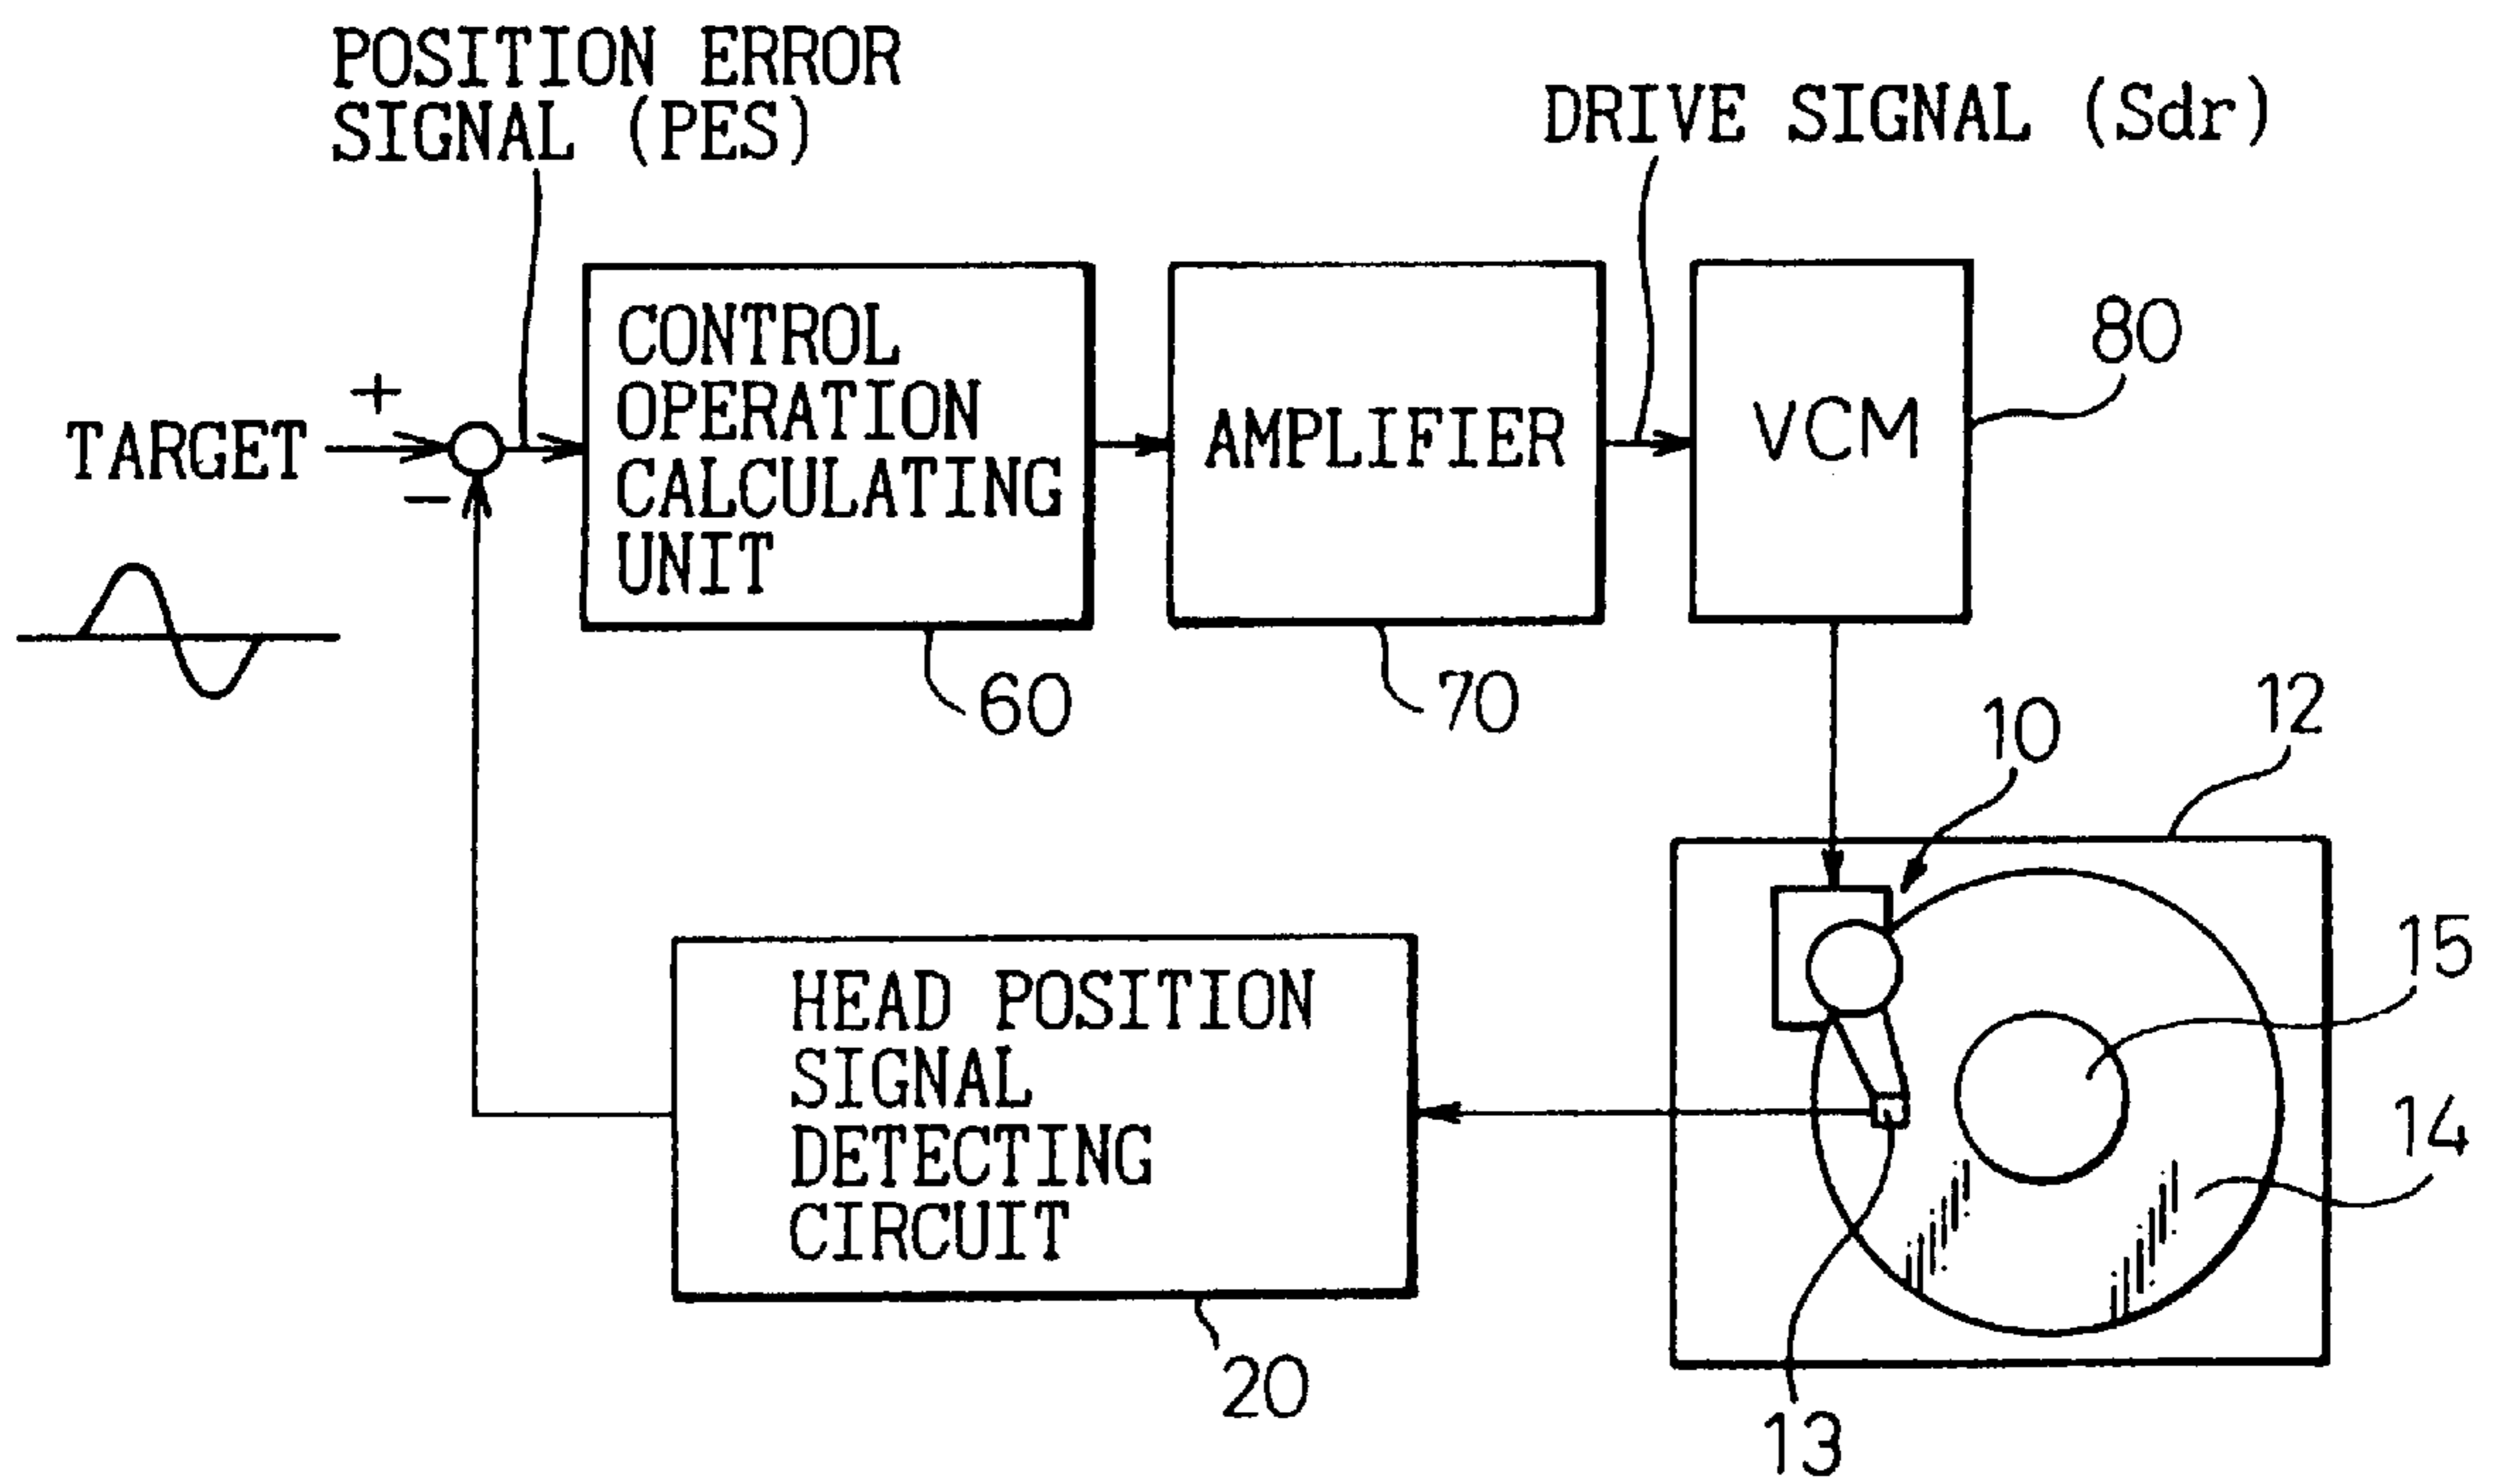 POSITION ERROR
SIGNAL (PES)
DRIVE SIGNAL (Sdr)
TARGET
+
−
CONTROL
OPERATION
CALCULATING
UNIT
60
AMPLIFIER
70
VCM
80
10
12
15
14
13
HEAD POSITION
SIGNAL
DETECTING
CIRCUIT
20